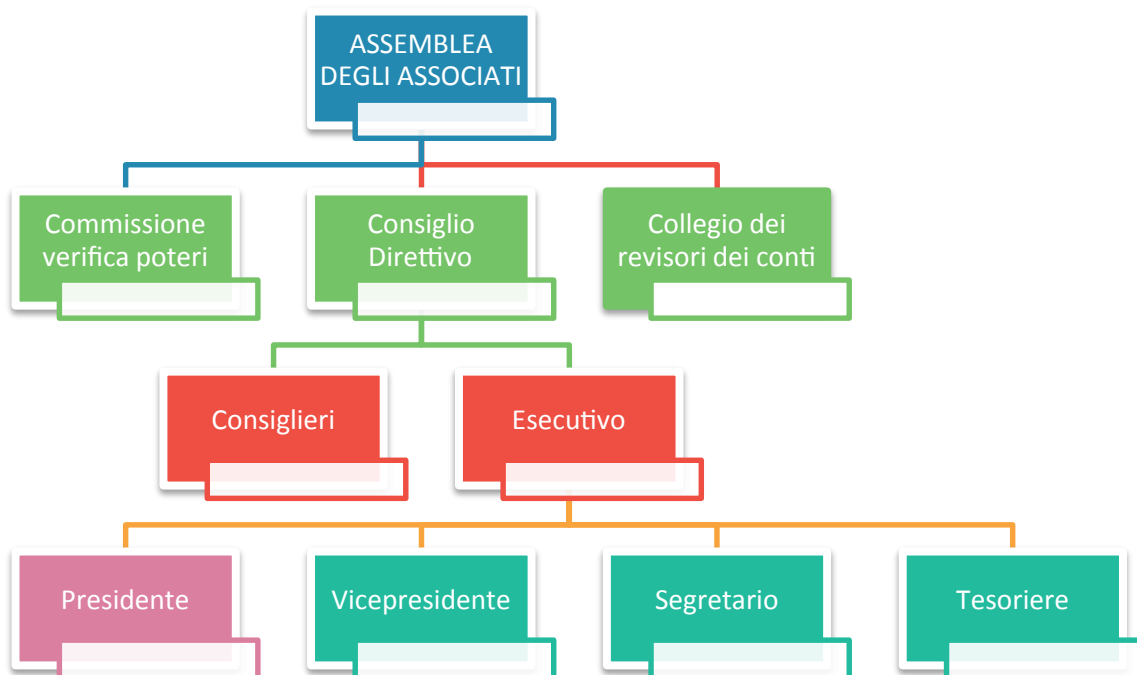 ASSEMBLEA
DEGLI ASSOCIATI
Commissione
verifica poteri
Consiglio
Direttivo
Collegio dei
revisori dei conti
Consiglieri
Esecutivo
Presidente
Vicepresidente
Segretario
Tesoriere